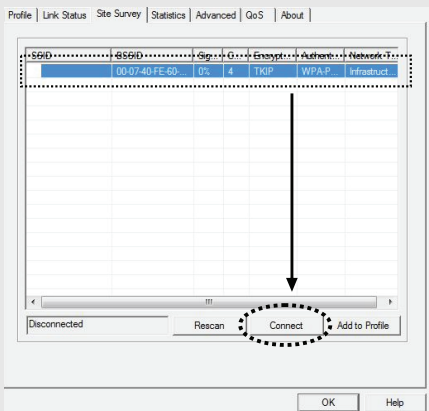 Profile Link Status Site Survey Statistics Advanced QoS About
SSID BSSID Sig... C... Encrypt... Authent... Network T...
00-07-40-FE-60-... 0% 4 TKIP WPA-P... Infrastruct...
Disconnected Rescan Connect Add to Profile
OK Help